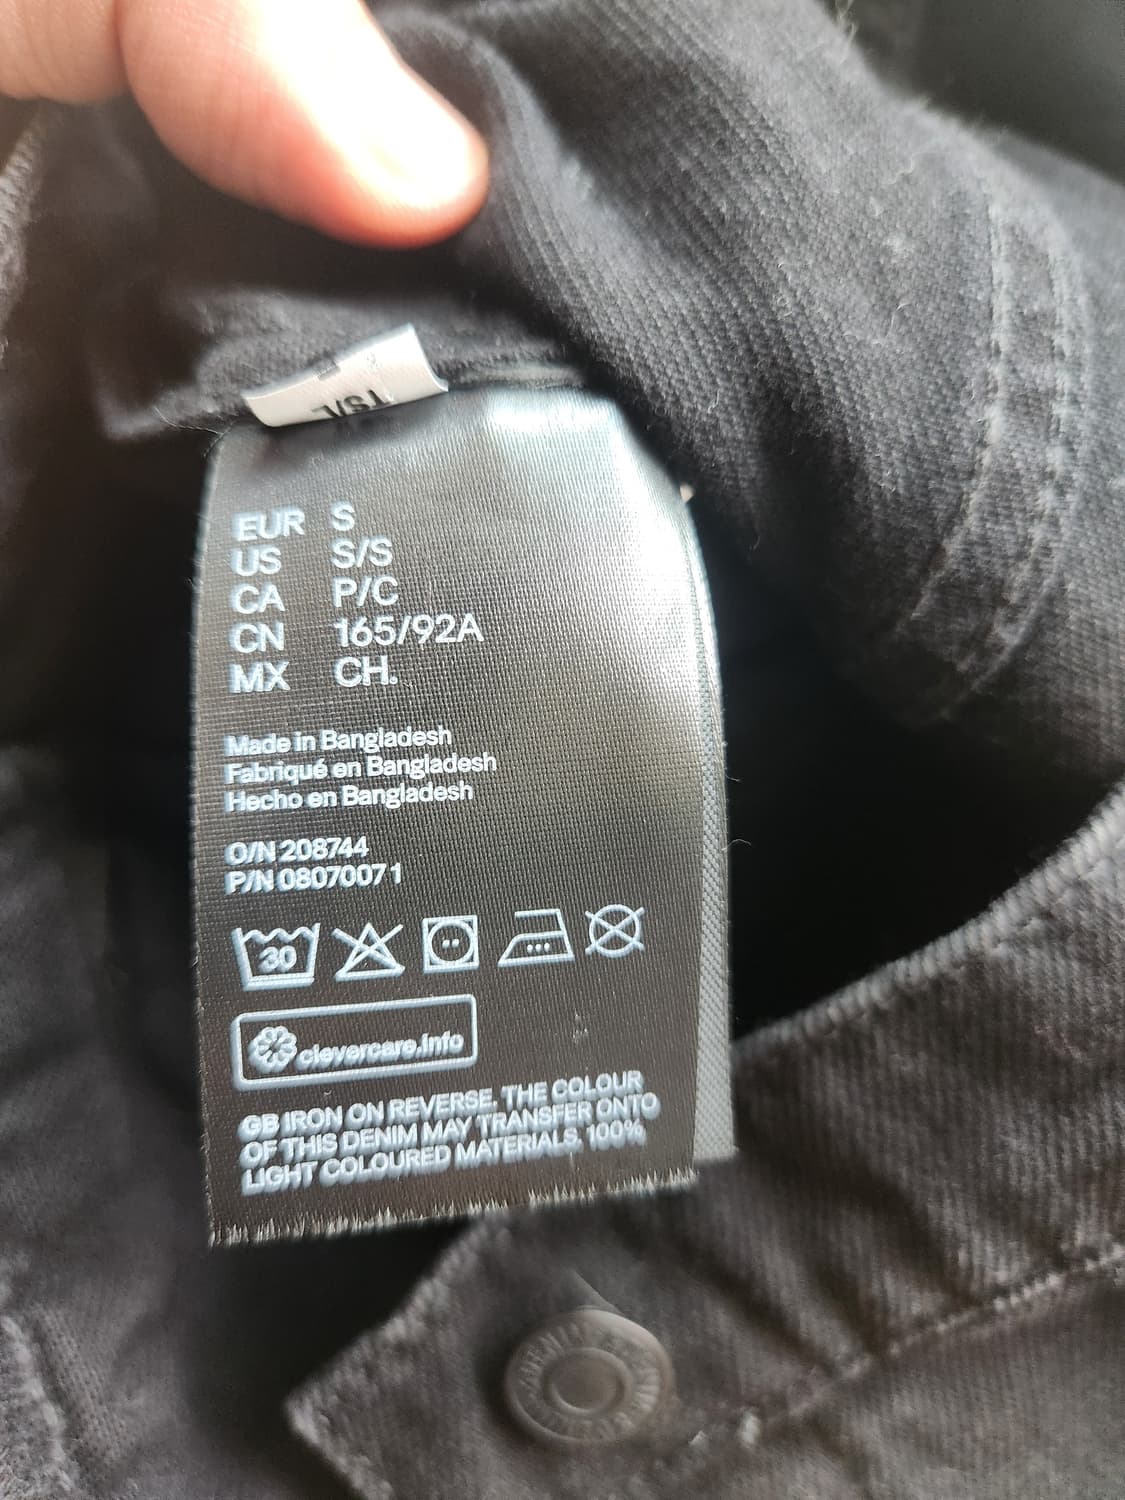 TS/L
EUR S
US S/S
CA P/C
CN 165/92A
MX CH.
Made in Bangladesh
Fabriqué en Bangladesh
Hecho en Bangladesh
O/N 208744
P/N 08070071
30
clevercare.info
GB IRON ON REVERSE. THE COLOUR
OF THIS DENIM MAY TRANSFER ONTO
LIGHT COLOURED MATERIALS. 100%